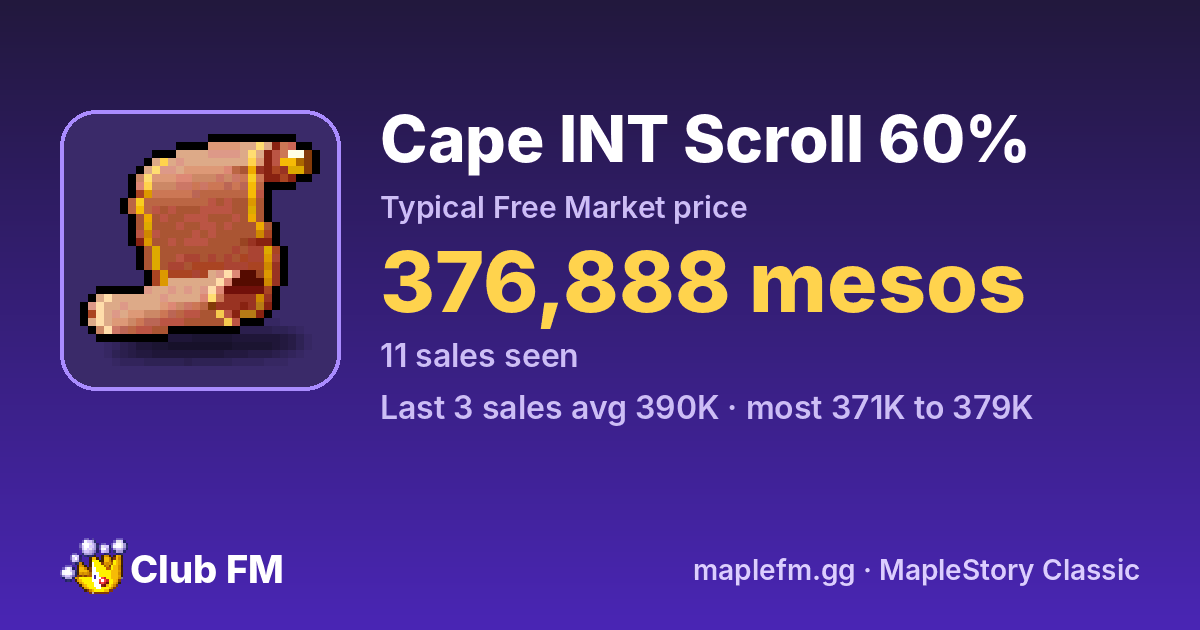 Cape INT Scroll 60%
Typical Free Market price
376,888 mesos
11 sales seen
Last 3 sales avg 390K · most 371K to 379K
Club FM
maplefm.gg · MapleStory Classic